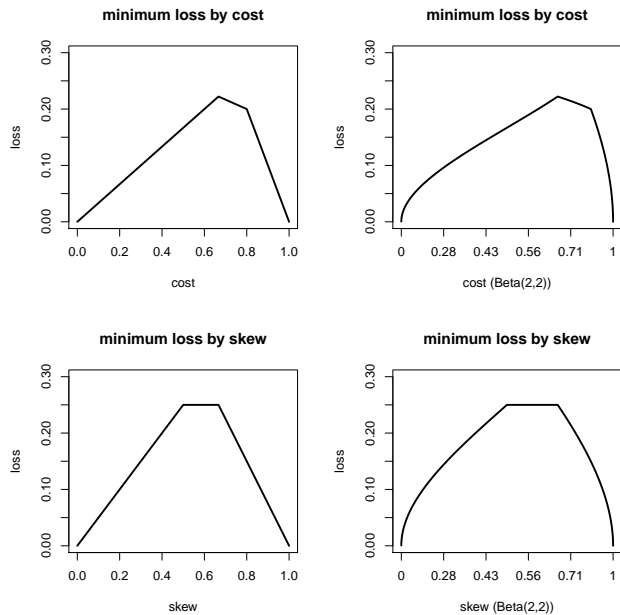 minimum loss by cost
loss
0.00 0.10 0.20 0.30
0.0 0.2 0.4 0.6 0.8 1.0
cost
minimum loss by cost
loss
0.00 0.10 0.20 0.30
0 0.28 0.43 0.56 0.71 1
cost (Beta(2,2))
minimum loss by skew
loss
0.00 0.10 0.20 0.30
0.0 0.2 0.4 0.6 0.8 1.0
skew
minimum loss by skew
loss
0.00 0.10 0.20 0.30
0 0.28 0.43 0.56 0.71 1
skew (Beta(2,2))